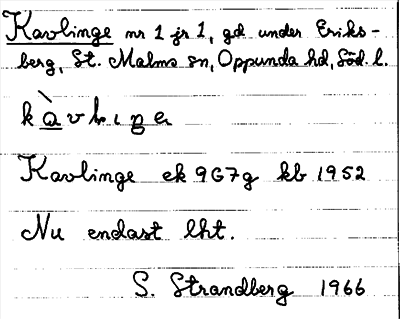 Kavlinge nr 1 jr 1, gd under Eriks-
berg, St. Malms sn, Oppunda hd, Söd. l.
Kavlinge ek 9G7g kb 1952
Nu endast lht.
S. Strandberg 1966